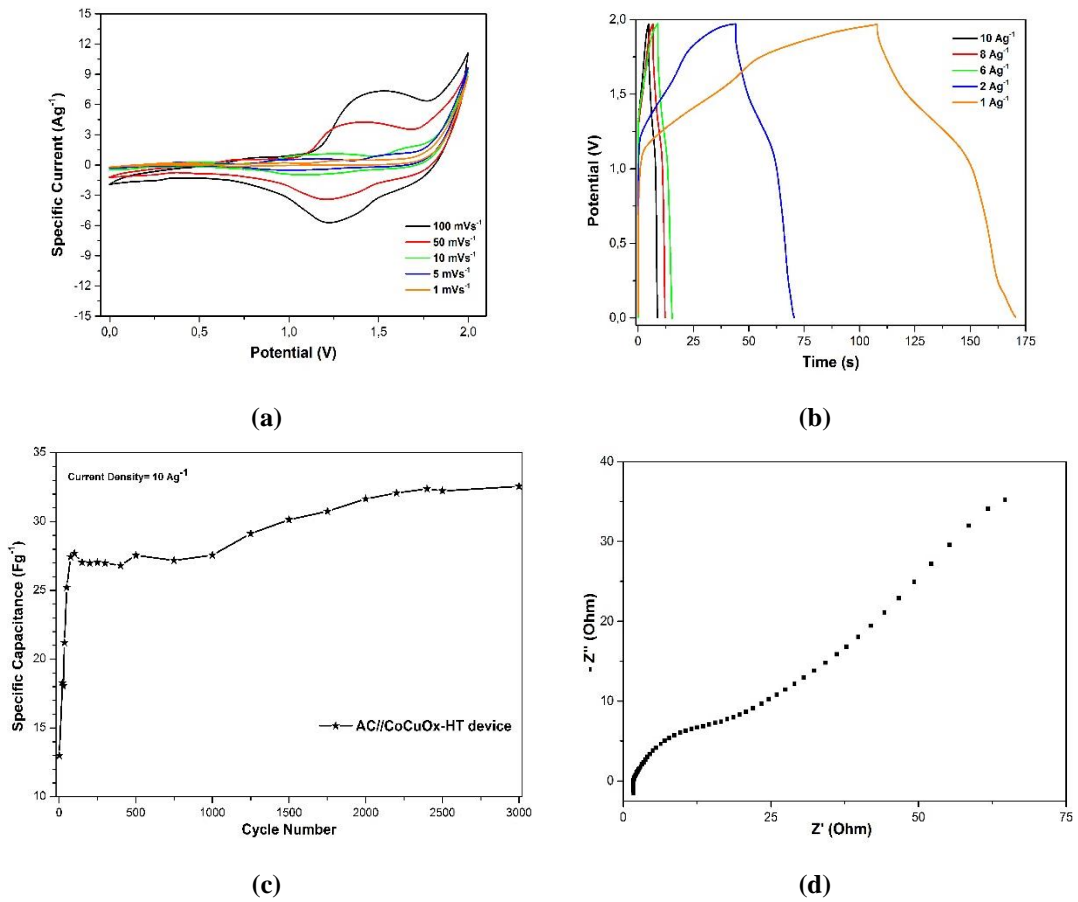 15
12
9
6
3
0
-3
-6
-9
-12
-15
Specific Current (Ag⁻¹)
100 mVs⁻¹
50 mVs⁻¹
10 mVs⁻¹
5 mVs⁻¹
1 mVs⁻¹
0,0 0,5 1,0 1,5 2,0
Potential (V)
(a)
2,0
1,5
1,0
0,5
0,0
Potential (V)
10 Ag⁻¹
8 Ag⁻¹
6 Ag⁻¹
2 Ag⁻¹
1 Ag⁻¹
0 25 50 75 100 125 150 175
Time (s)
(b)
35
30
25
20
15
10
Specific Capacitance (Fg⁻¹)
Current Density= 10 Ag⁻¹
AC//CoCuOx-HT device
0 500 1000 1500 2000 2500 3000
Cycle Number
(c)
40
30
20
10
0
- Z'' (Ohm)
0 25 50 75
Z' (Ohm)
(d)